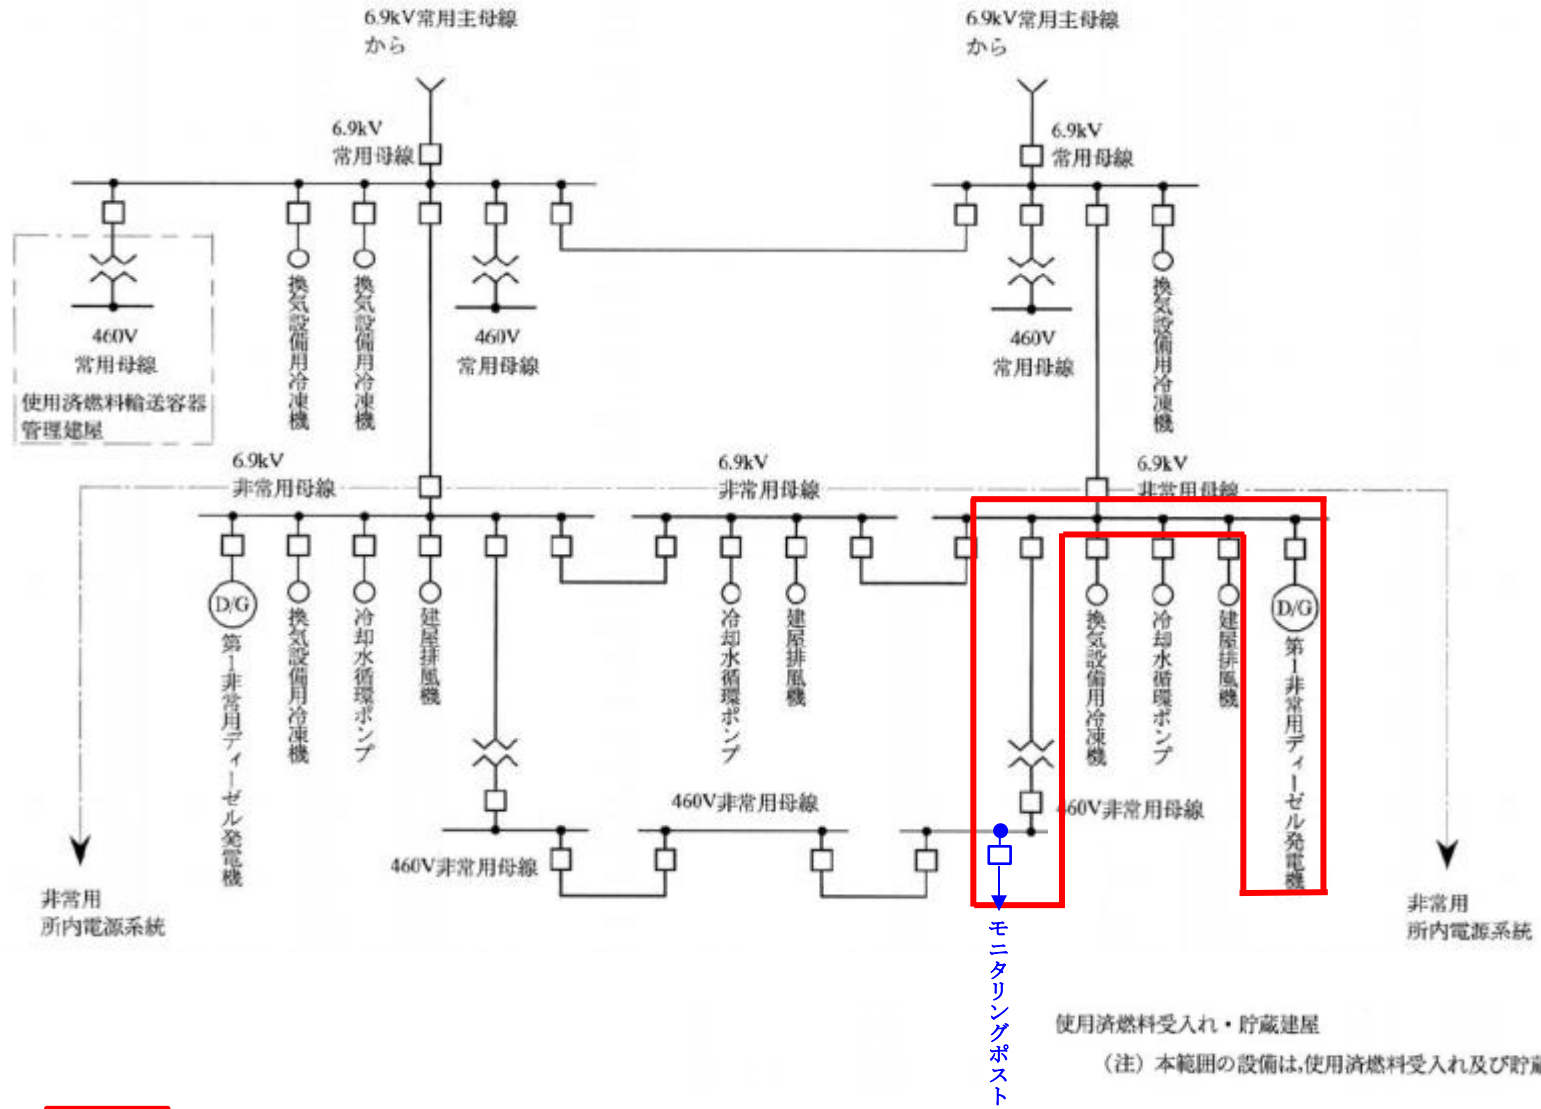 6.9kV常用主母線
から
6.9kV常用主母線
から
6.9kV
常用母線
6.9kV
常用母線
換気設備用冷凍機
換気設備用冷凍機
換気設備用冷凍機
460V
常用母線
460V
常用母線
460V
常用母線
使用済燃料輸送容器
管理建屋
6.9kV
非常用母線
6.9kV
非常用母線
6.9kV
非常用母線
D/G
第1非常用ディーゼル発電機
換気設備用冷凍機
冷却水循環ポンプ
建屋排風機
冷却水循環ポンプ
建屋排風機
換気設備用冷凍機
冷却水循環ポンプ
建屋排風機
D/G
第1非常用ディーゼル発電機
460V非常用母線
460V非常用母線
460V非常用母線
非常用
所内電源系統
非常用
所内電源系統
モニタリングポスト
使用済燃料受入れ・貯蔵建屋
（注）本範囲の設備は,使用済燃料受入れ及び貯蔵